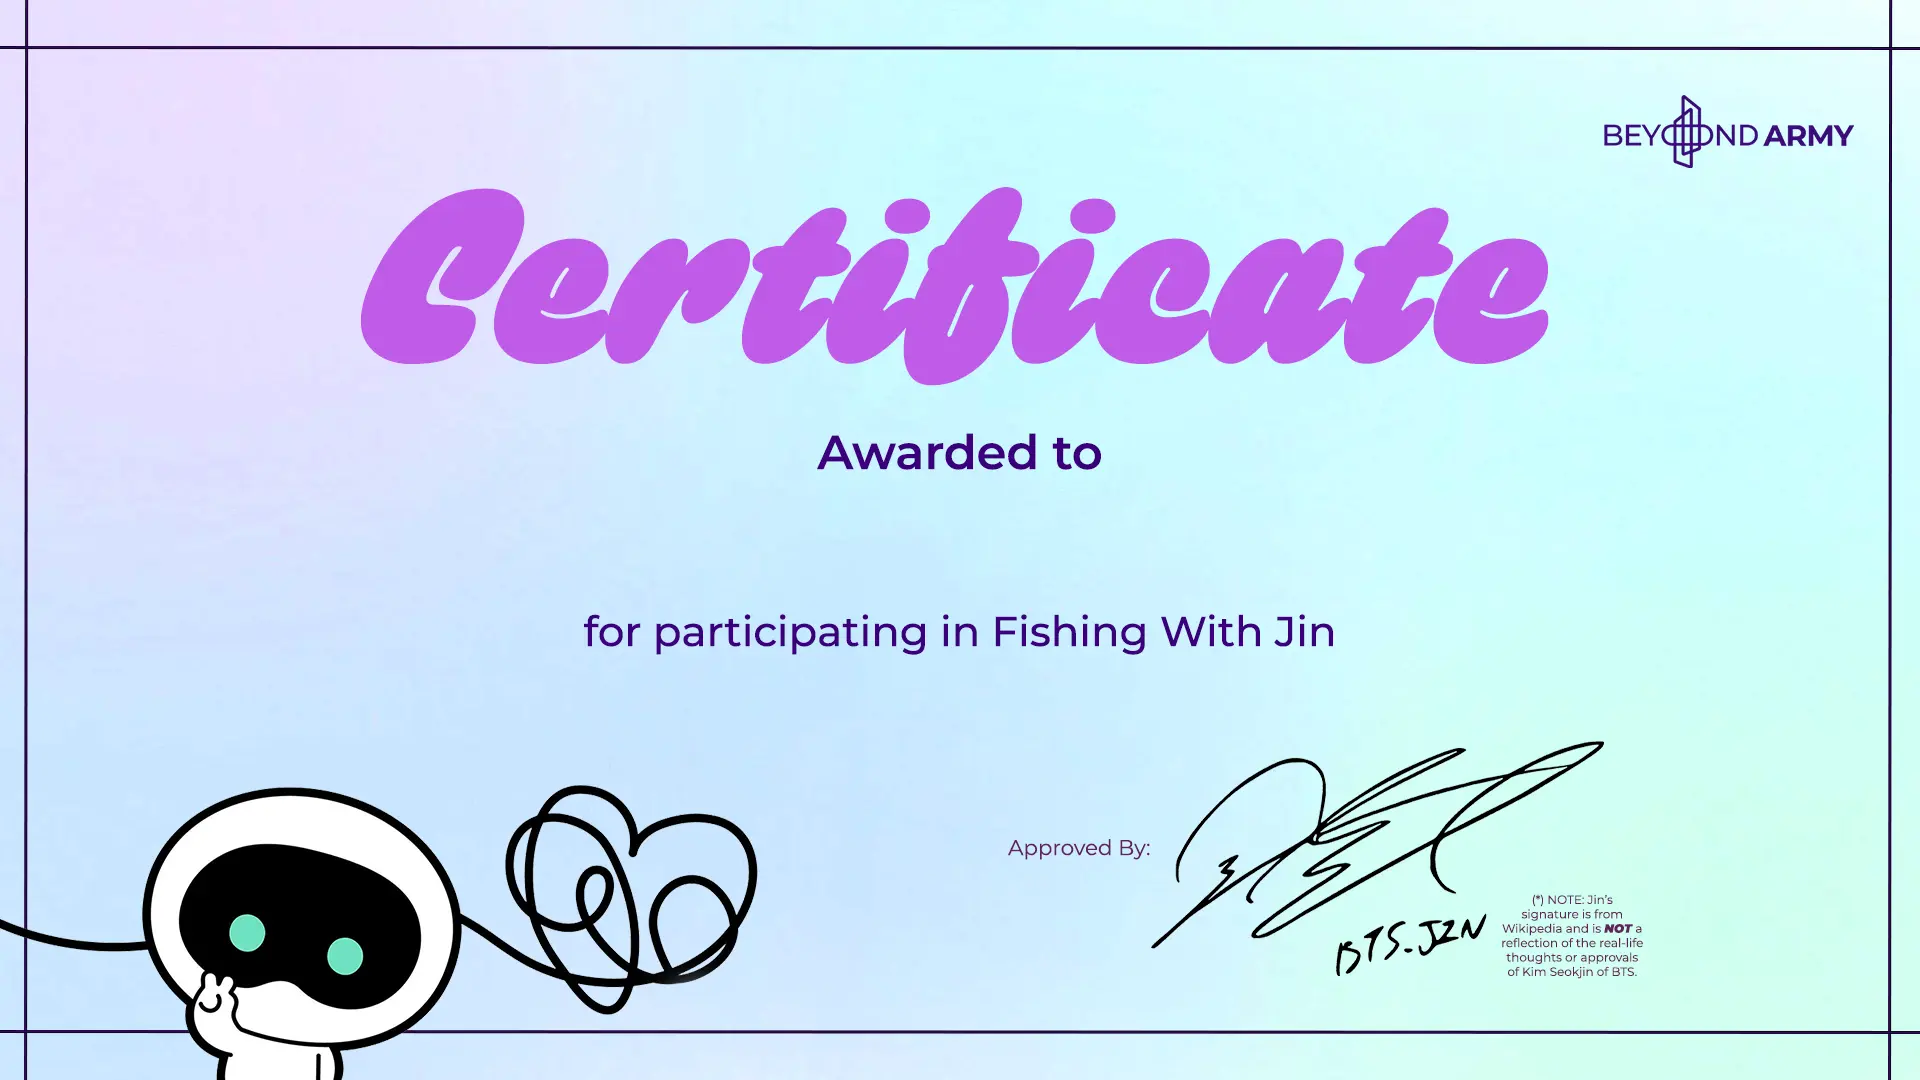 BEYOND ARMY
Certificate
Awarded to
for participating in Fishing With Jin
Approved By:
BTS. JIN
(*) NOTE: Jin's
signature is from
Wikipedia and is NOT a
reflection of the real-life
thoughts or approvals
of Kim Seokjin of BTS.